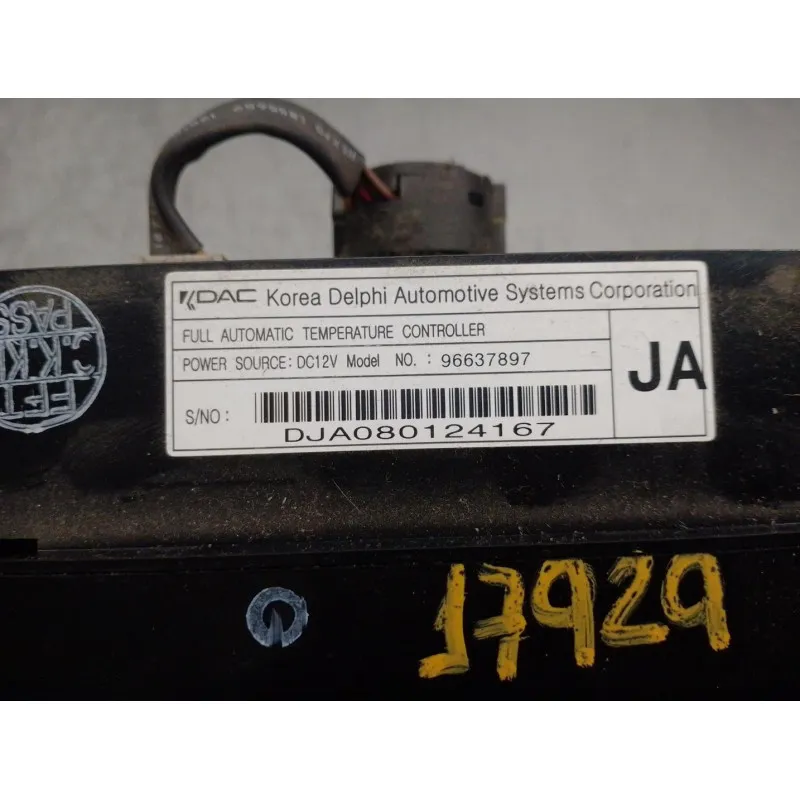 KDAC Korea Delphi Automotive Systems Corporation
FULL AUTOMATIC TEMPERATURE CONTROLLER
POWER SOURCE: DC12V Model NO. : 96637897
JA
S/NO :
DJA080124167
PASS
17929